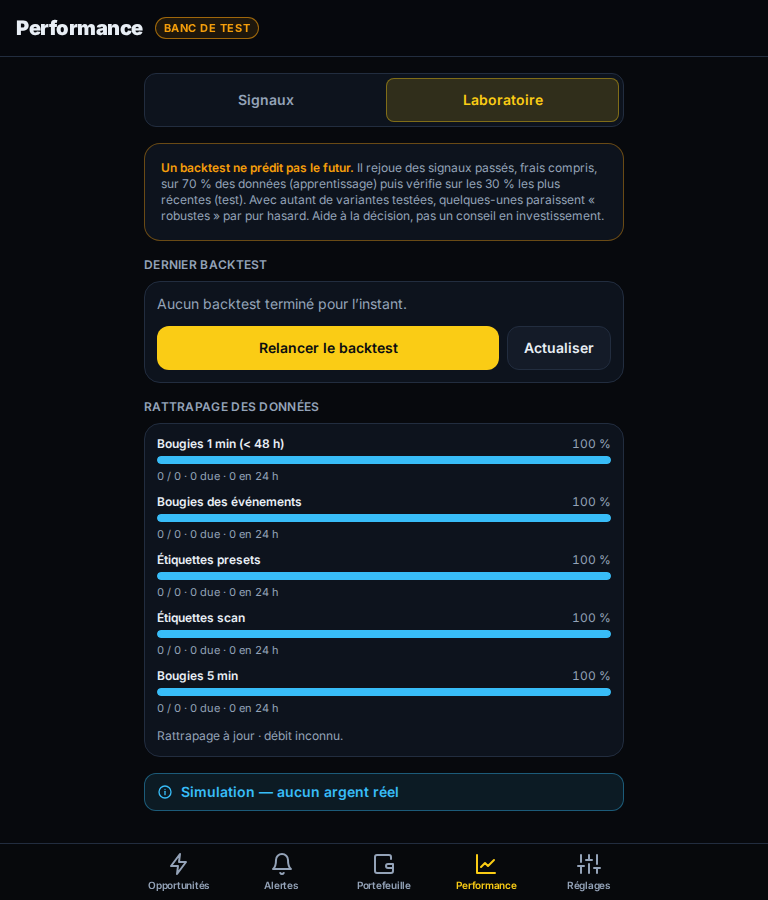 Performance BANC DE TEST
Signaux Laboratoire
Un backtest ne prédit pas le futur. Il rejoue des signaux passés, frais compris,
sur 70 % des données (apprentissage) puis vérifie sur les 30 % les plus
récentes (test). Avec autant de variantes testées, quelques-unes paraissent «
robustes » par pur hasard. Aide à la décision, pas un conseil en investissement.
DERNIER BACKTEST
Aucun backtest terminé pour l’instant.
Relancer le backtest Actualiser
RATTRAPAGE DES DONNÉES
Bougies 1 min (< 48 h) 100 %
0 / 0 · 0 due · 0 en 24 h
Bougies des événements 100 %
0 / 0 · 0 due · 0 en 24 h
Étiquettes presets 100 %
0 / 0 · 0 due · 0 en 24 h
Étiquettes scan 100 %
0 / 0 · 0 due · 0 en 24 h
Bougies 5 min 100 %
0 / 0 · 0 due · 0 en 24 h
Rattrapage à jour · débit inconnu.
Simulation — aucun argent réel
Opportunités Alertes Portefeuille Performance Réglages